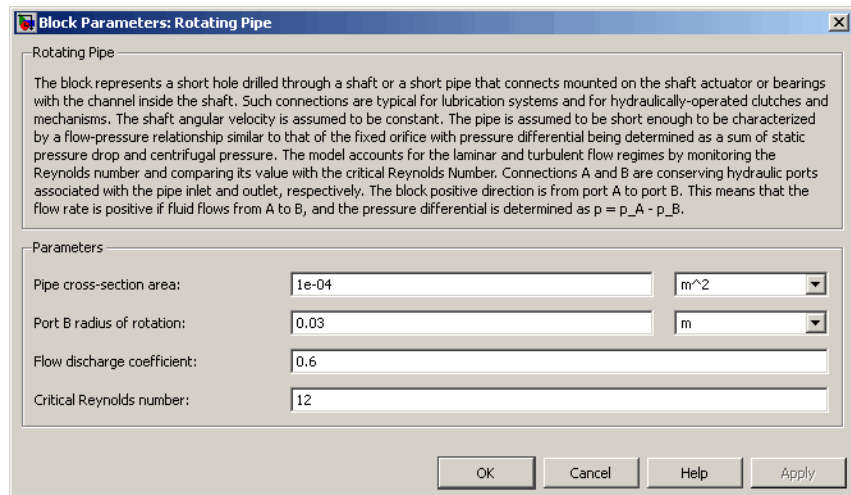 Block Parameters: Rotating Pipe
Rotating Pipe
The block represents a short hole drilled through a shaft or a short pipe that connects mounted on the shaft actuator or bearings
with the channel inside the shaft. Such connections are typical for lubrication systems and for hydraulically-operated clutches and
mechanisms. The shaft angular velocity is assumed to be constant. The pipe is assumed to be short enough to be characterized
by a flow-pressure relationship similar to that of the fixed orifice with pressure differential being determined as a sum of static
pressure drop and centrifugal pressure. The model accounts for the laminar and turbulent flow regimes by monitoring the
Reynolds number and comparing its value with the critical Reynolds Number. Connections A and B are conserving hydraulic ports
associated with the pipe inlet and outlet, respectively. The block positive direction is from port A to port B. This means that the
flow rate is positive if fluid flows from A to B, and the pressure differential is determined as p = p_A - p_B.
Parameters
Pipe cross-section area: 1e-04 m^2
Port B radius of rotation: 0.03 m
Flow discharge coefficient: 0.6
Critical Reynolds number: 12
OK Cancel Help Apply